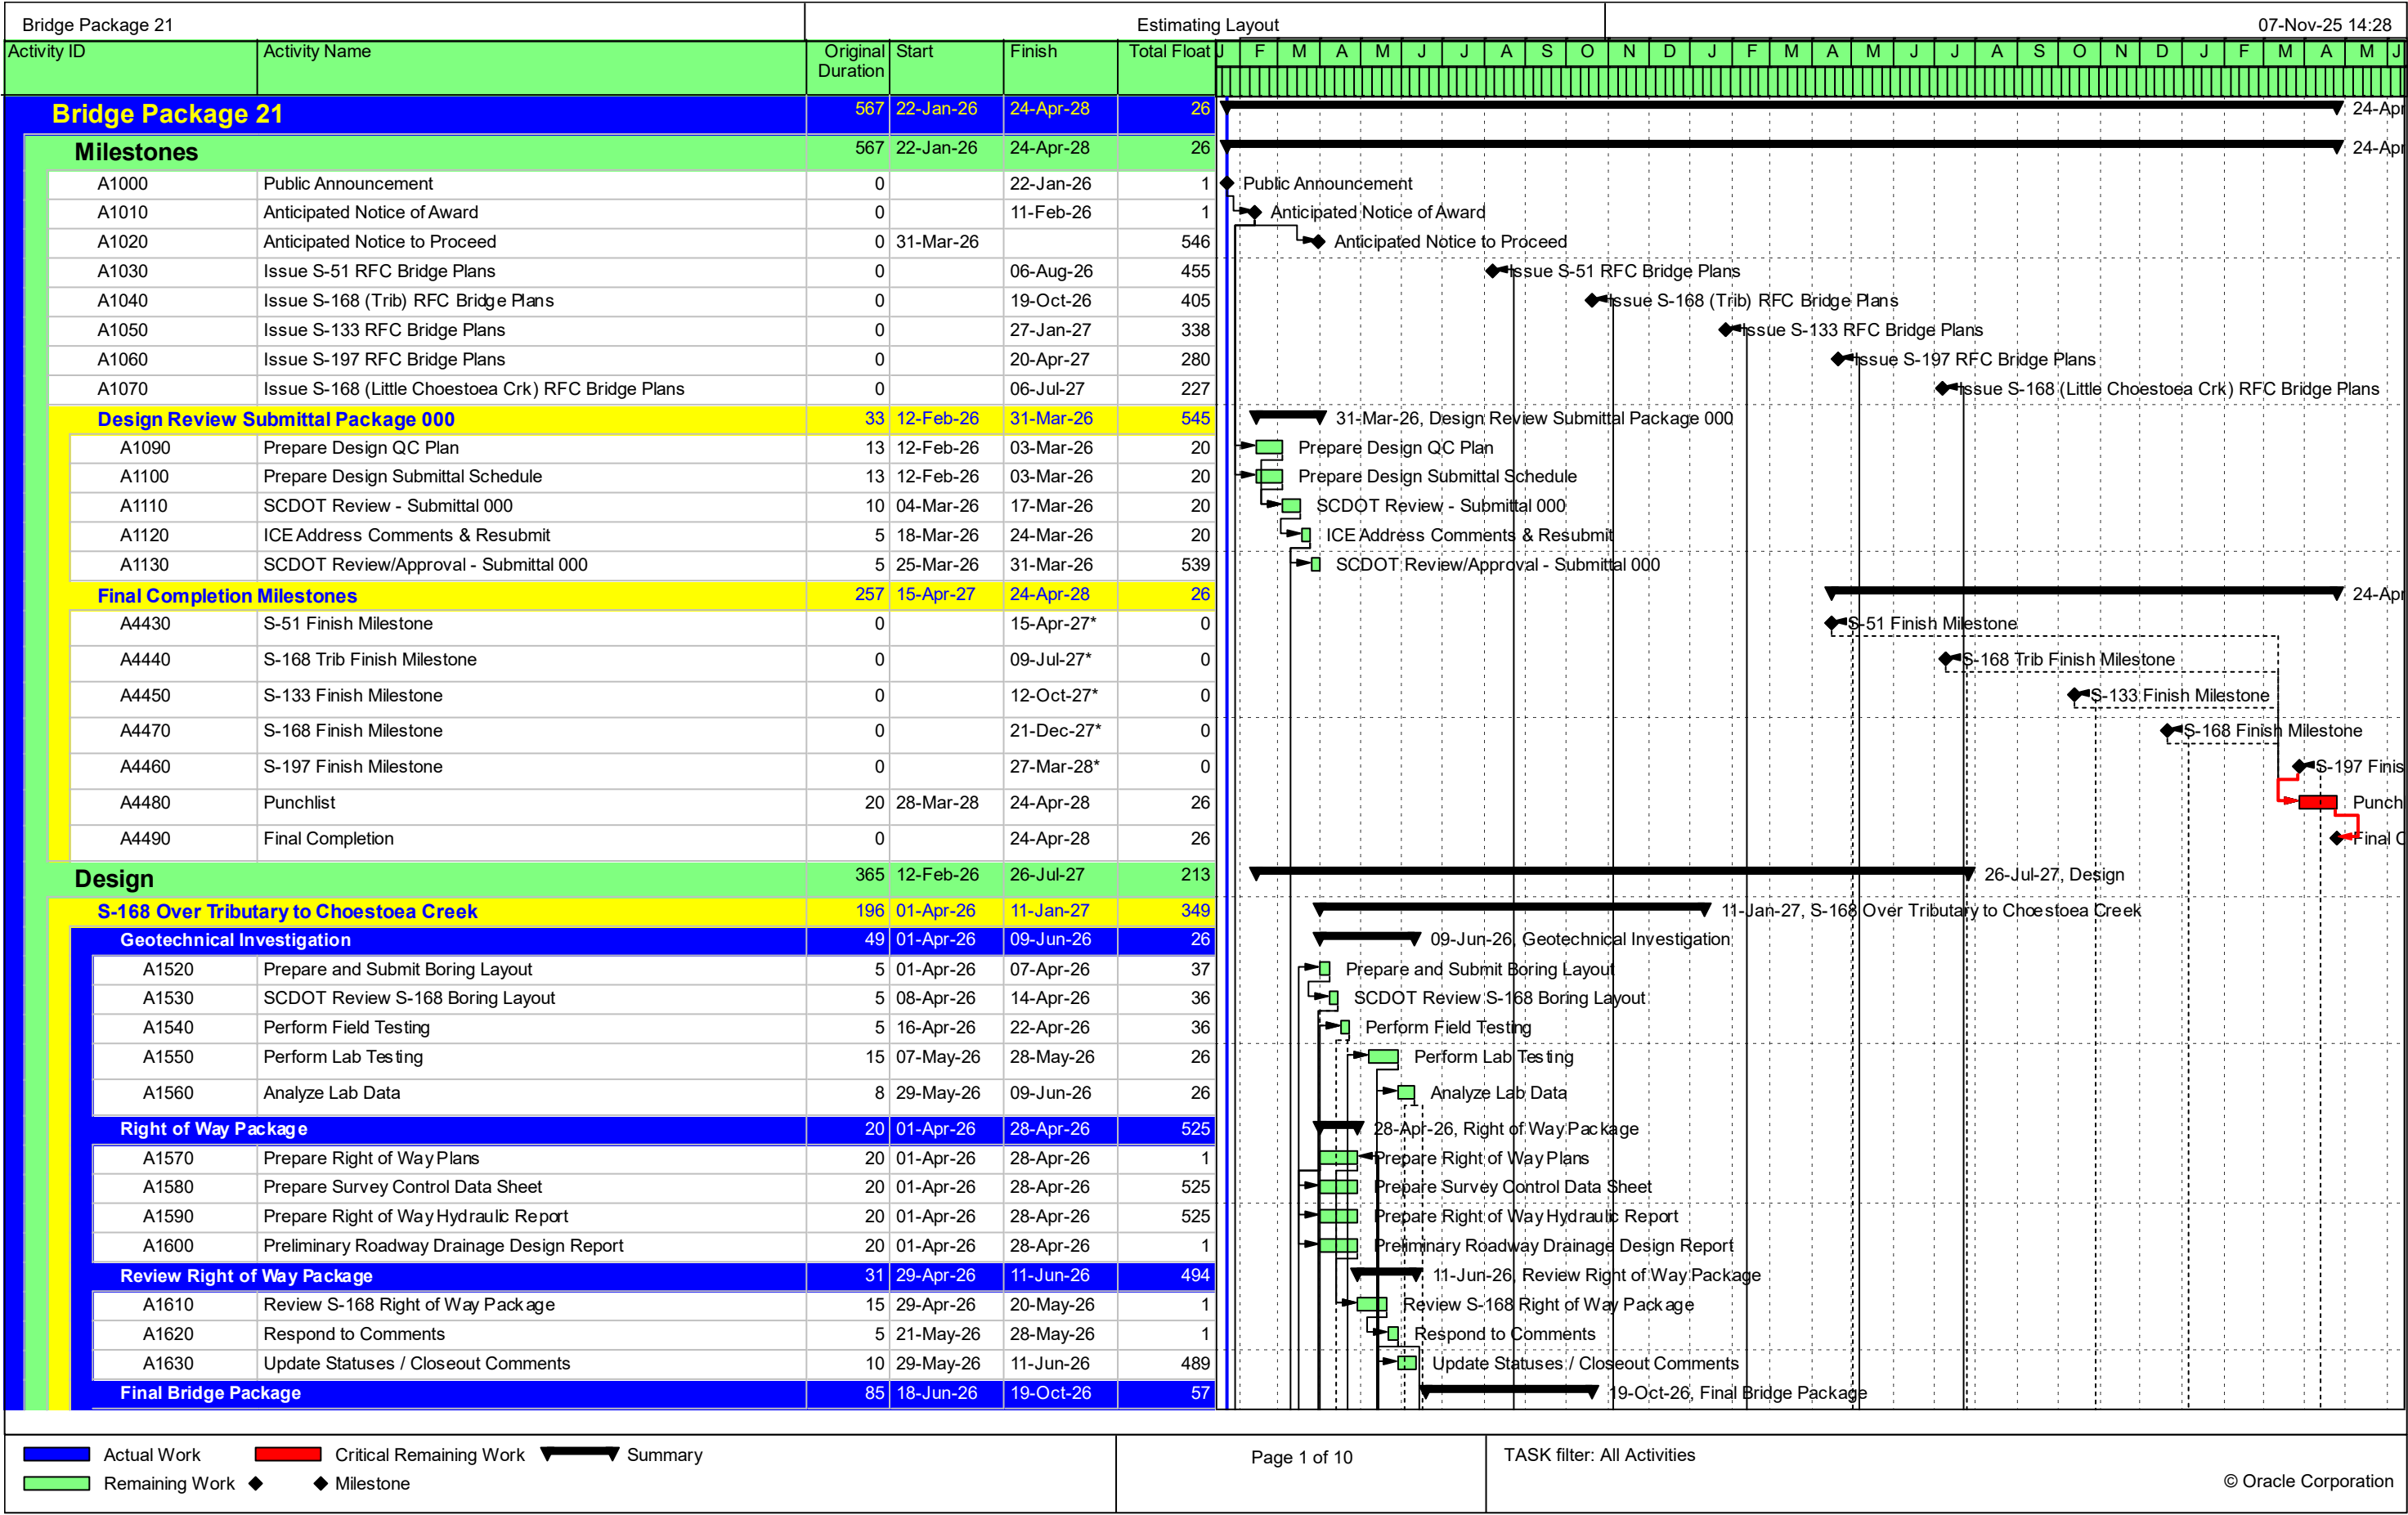 Bridge Package 21 Estimating Layout 07-Nov-25 14:28
Activity ID Activity Name Original Duration Start Finish Total Float J F M A M J J A S O N D J F M A M J J A S O N D J F M A M J
Bridge Package 21 567 22-Jan-26 24-Apr-28 26 24-Apr
Milestones 567 22-Jan-26 24-Apr-28 26 24-Apr
A1000 Public Announcement 0 22-Jan-26 1 Public Announcement
A1010 Anticipated Notice of Award 0 11-Feb-26 1 Anticipated Notice of Award
A1020 Anticipated Notice to Proceed 0 31-Mar-26 546 Anticipated Notice to Proceed
A1030 Issue S-51 RFC Bridge Plans 0 06-Aug-26 455 Issue S-51 RFC Bridge Plans
A1040 Issue S-168 (Trib) RFC Bridge Plans 0 19-Oct-26 405 Issue S-168 (Trib) RFC Bridge Plans
A1050 Issue S-133 RFC Bridge Plans 0 27-Jan-27 338 Issue S-133 RFC Bridge Plans
A1060 Issue S-197 RFC Bridge Plans 0 20-Apr-27 280 Issue S-197 RFC Bridge Plans
A1070 Issue S-168 (Little Choestoea Crk) RFC Bridge Plans 0 06-Jul-27 227 Issue S-168 (Little Choestoea Crk) RFC Bridge Plans
Design Review Submittal Package 000 33 12-Feb-26 31-Mar-26 545 31-Mar-26, Design Review Submittal Package 000
A1090 Prepare Design QC Plan 13 12-Feb-26 03-Mar-26 20 Prepare Design QC Plan
A1100 Prepare Design Submittal Schedule 13 12-Feb-26 03-Mar-26 20 Prepare Design Submittal Schedule
A1110 SCDOT Review - Submittal 000 10 04-Mar-26 17-Mar-26 20 SCDOT Review - Submittal 000
A1120 ICE Address Comments & Resubmit 5 18-Mar-26 24-Mar-26 20 ICE Address Comments & Resubmit
A1130 SCDOT Review/Approval - Submittal 000 5 25-Mar-26 31-Mar-26 539 SCDOT Review/Approval - Submittal 000
Final Completion Milestones 257 15-Apr-27 24-Apr-28 26 24-Apr
A4430 S-51 Finish Milestone 0 15-Apr-27* 0 S-51 Finish Milestone
A4440 S-168 Trib Finish Milestone 0 09-Jul-27* 0 S-168 Trib Finish Milestone
A4450 S-133 Finish Milestone 0 12-Oct-27* 0 S-133 Finish Milestone
A4470 S-168 Finish Milestone 0 21-Dec-27* 0 S-168 Finish Milestone
A4460 S-197 Finish Milestone 0 27-Mar-28* 0 S-197 Finis
A4480 Punchlist 20 28-Mar-28 24-Apr-28 26 Punch
A4490 Final Completion 0 24-Apr-28 26 Final C
Design 365 12-Feb-26 26-Jul-27 213 26-Jul-27, Design
S-168 Over Tributary to Choestoea Creek 196 01-Apr-26 11-Jan-27 349 11-Jan-27, S-168 Over Tributary to Choestoea Creek
Geotechnical Investigation 49 01-Apr-26 09-Jun-26 26 09-Jun-26, Geotechnical Investigation
A1520 Prepare and Submit Boring Layout 5 01-Apr-26 07-Apr-26 37 Prepare and Submit Boring Layout
A1530 SCDOT Review S-168 Boring Layout 5 08-Apr-26 14-Apr-26 36 SCDOT Review S-168 Boring Layout
A1540 Perform Field Testing 5 16-Apr-26 22-Apr-26 36 Perform Field Testing
A1550 Perform Lab Testing 15 07-May-26 28-May-26 26 Perform Lab Testing
A1560 Analyze Lab Data 8 29-May-26 09-Jun-26 26 Analyze Lab Data
Right of Way Package 20 01-Apr-26 28-Apr-26 525 28-Apr-26, Right of Way Package
A1570 Prepare Right of Way Plans 20 01-Apr-26 28-Apr-26 1 Prepare Right of Way Plans
A1580 Prepare Survey Control Data Sheet 20 01-Apr-26 28-Apr-26 525 Prepare Survey Control Data Sheet
A1590 Prepare Right of Way Hydraulic Report 20 01-Apr-26 28-Apr-26 525 Prepare Right of Way Hydraulic Report
A1600 Preliminary Roadway Drainage Design Report 20 01-Apr-26 28-Apr-26 1 Preliminary Roadway Drainage Design Report
Review Right of Way Package 31 29-Apr-26 11-Jun-26 494 11-Jun-26, Review Right of Way Package
A1610 Review S-168 Right of Way Package 15 29-Apr-26 20-May-26 1 Review S-168 Right of Way Package
A1620 Respond to Comments 5 21-May-26 28-May-26 1 Respond to Comments
A1630 Update Statuses / Closeout Comments 10 29-May-26 11-Jun-26 489 Update Statuses / Closeout Comments
Final Bridge Package 85 18-Jun-26 19-Oct-26 57 19-Oct-26, Final Bridge Package
Actual Work Critical Remaining Work Summary Page 1 of 10 TASK filter: All Activities
Remaining Work Milestone © Oracle Corporation